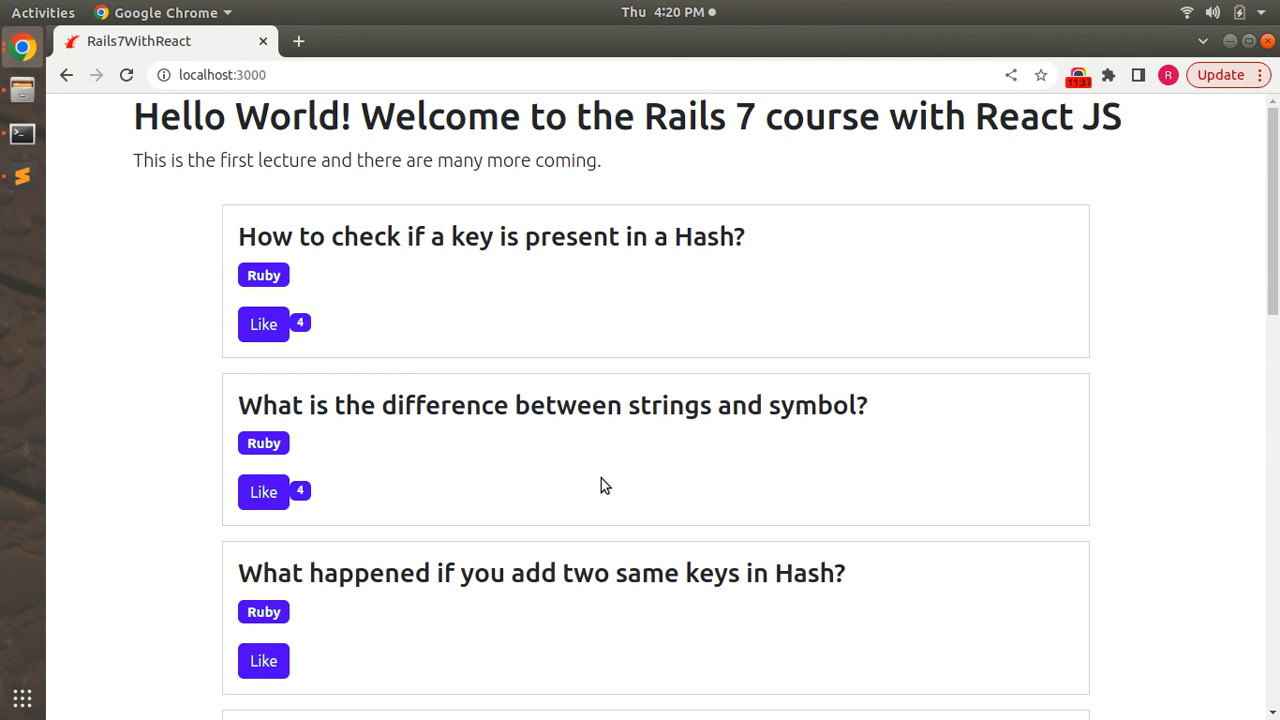 Activities
Google Chrome
Thu 4:20 PM
Rails7WithReact
localhost:3000
11:37
R
Update
Hello World! Welcome to the Rails 7 course with React JS
This is the first lecture and there are many more coming.
How to check if a key is present in a Hash?
Ruby
Like 4
What is the difference between strings and symbol?
Ruby
Like 4
What happened if you add two same keys in Hash?
Ruby
Like